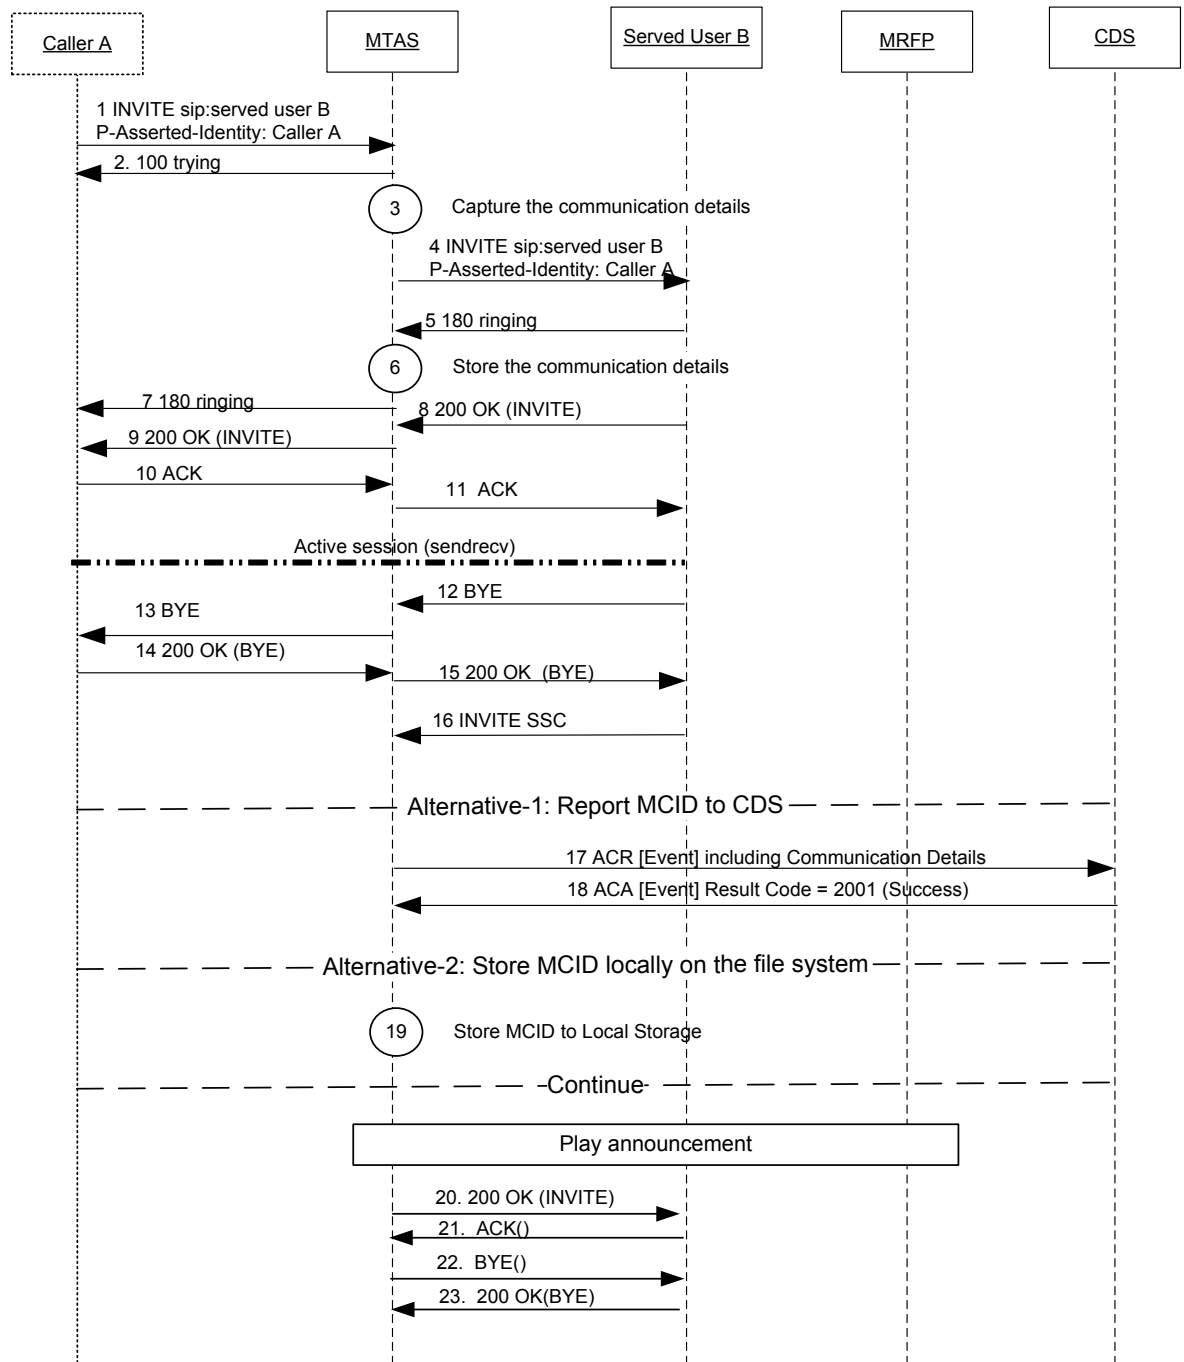 Caller A
MTAS
Served User B
MRFP
CDS
1 INVITE sip:served user B
P-Asserted-Identity: Caller A
2. 100 trying
3
Capture the communication details
4 INVITE sip:served user B
P-Asserted-Identity: Caller A
5 180 ringing
6
Store the communication details
7 180 ringing
8 200 OK (INVITE)
9 200 OK (INVITE)
10 ACK
11 ACK
Active session (sendrecv)
12 BYE
13 BYE
14 200 OK (BYE)
15 200 OK (BYE)
16 INVITE SSC
Alternative-1: Report MCID to CDS
17 ACR [Event] including Communication Details
18 ACA [Event] Result Code = 2001 (Success)
Alternative-2: Store MCID locally on the file system
19
Store MCID to Local Storage
Continue
Play announcement
20. 200 OK (INVITE)
21. ACK()
22. BYE()
23. 200 OK(BYE)